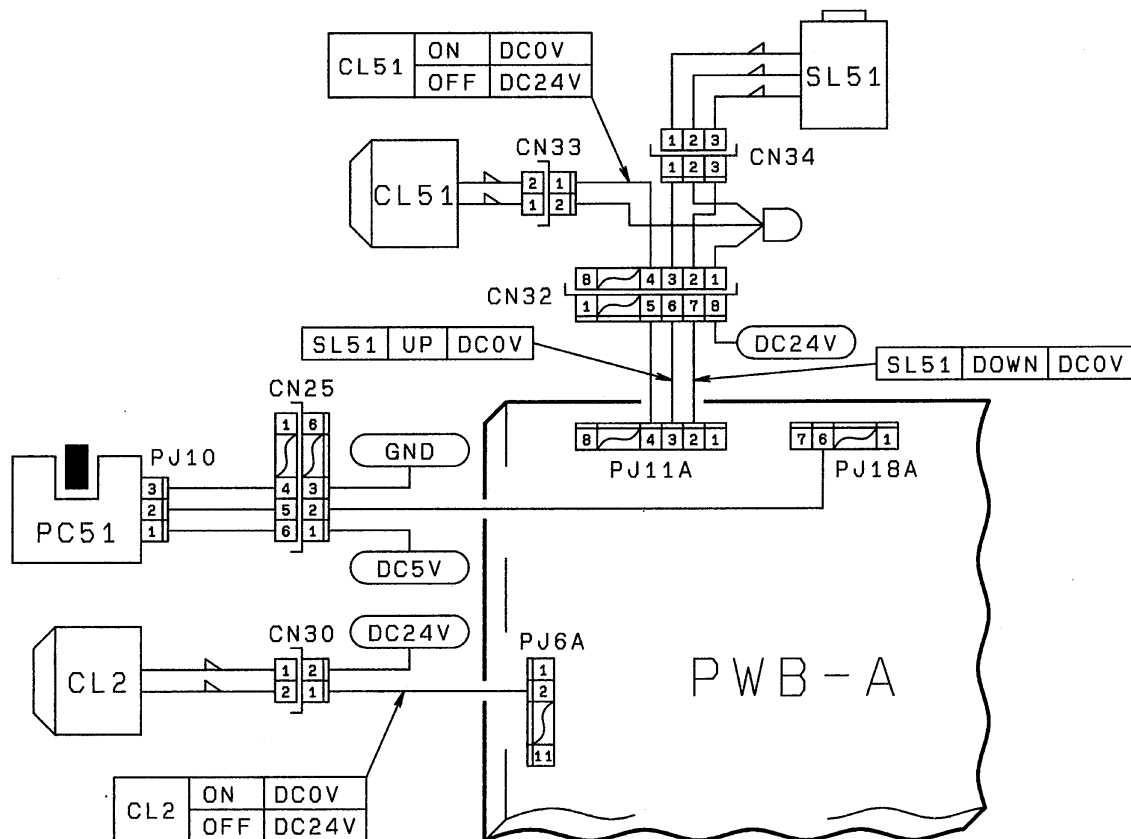 CL51 ON DC0V
OFF DC24V
SL51
1 2 3
CN34
1 2 3
CN33
CL51
2 1
1 2
8 4 3 2 1
CN32
1 5 6 7 8
SL51 UP DC0V
DC24V
SL51 DOWN DC0V
CN25
1 6
GND
8 4 3 2 1
PJ11A
7 6 1
PJ18A
PJ10
3 4 3
2 5 2
1 6 1
PC51
DC5V
CN30
DC24V
PJ6A
CL2
1 2
2 1
1
2
11
PWB-A
CL2 ON DC0V
OFF DC24V